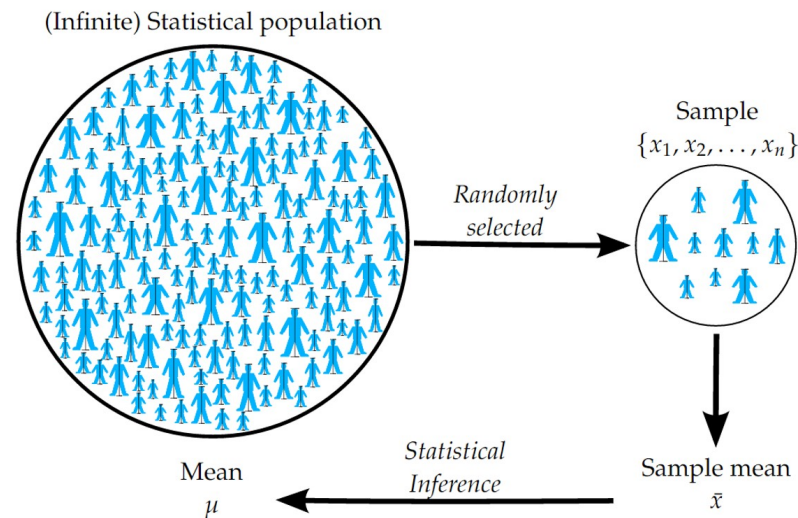 (Infinite) Statistical population
Sample
{x₁, x₂, . . . , xₙ}
Randomly
selected
Statistical
Inference
Mean
μ
Sample mean
x̄